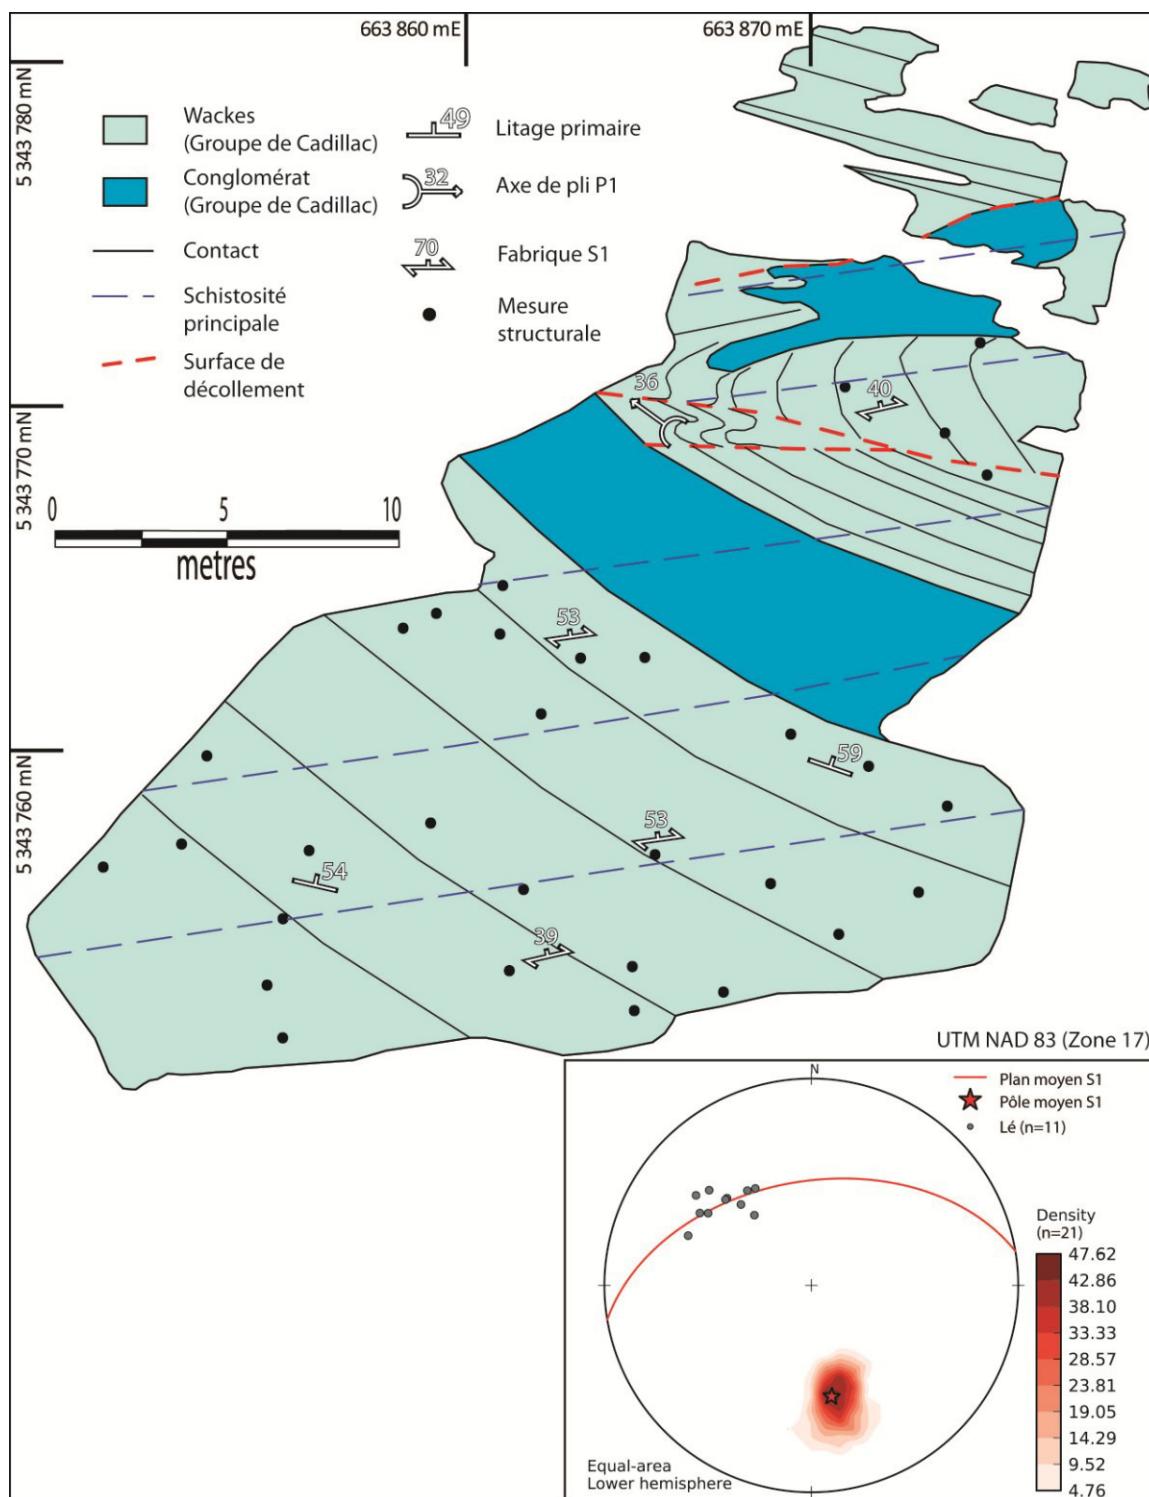 663 860 mE
663 870 mE
5 343 780 mN
5 343 770 mN
5 343 760 mN
Wackes
(Groupe de Cadillac)
Conglomérat
(Groupe de Cadillac)
Contact
Schistosité
principale
Surface de
décollement
49
Litage primaire
32
Axe de pli P1
70
Fabrique S1
Mesure
structurale
0
5
10
metres
36
40
53
59
53
54
39
UTM NAD 83 (Zone 17)
N
Plan moyen S1
Pôle moyen S1
Lé (n=11)
Density
(n=21)
47.62
42.86
38.10
33.33
28.57
23.81
19.05
14.29
9.52
4.76
Equal-area
Lower hemisphere